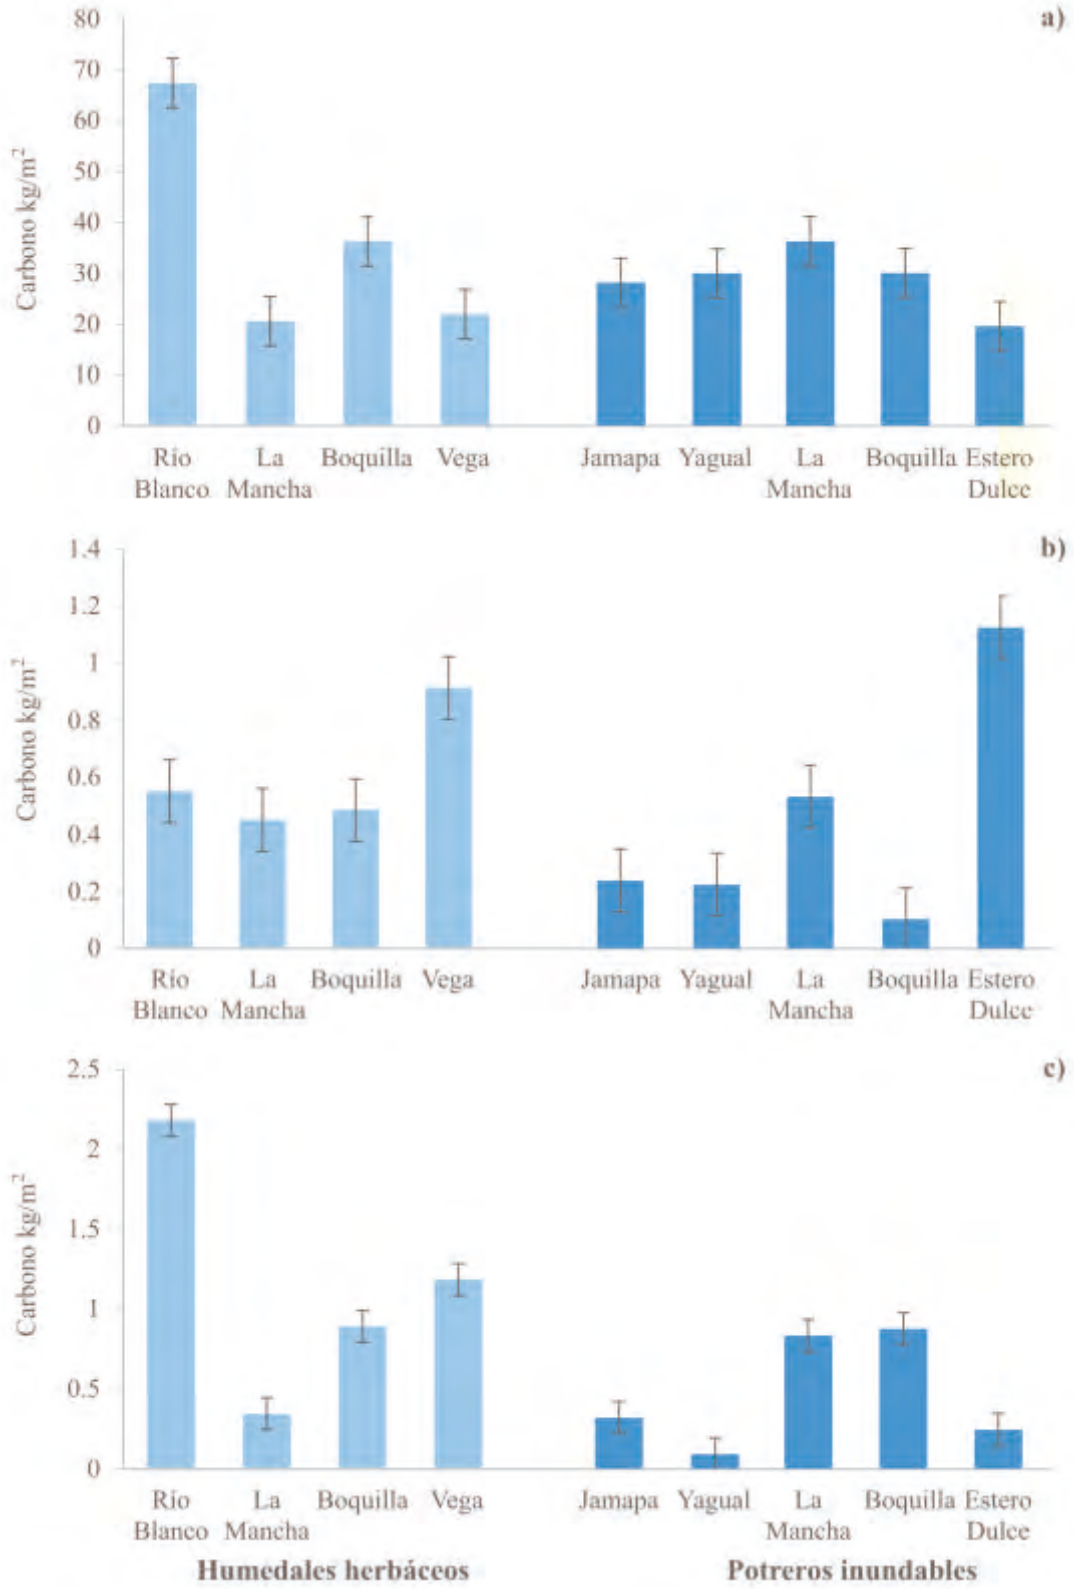 a)
Carbono kg/m²
80
70
60
50
40
30
20
10
0
Río Blanco
La Mancha
Boquilla
Vega
Jamapa
Yagual
La Mancha
Boquilla
Estero Dulce
b)
Carbono kg/m²
1.4
1.2
1
0.8
0.6
0.4
0.2
0
Río Blanco
La Mancha
Boquilla
Vega
Jamapa
Yagual
La Mancha
Boquilla
Estero Dulce
c)
Carbono kg/m²
2.5
2
1.5
1
0.5
0
Río Blanco
La Mancha
Boquilla
Vega
Jamapa
Yagual
La Mancha
Boquilla
Estero Dulce
Humedales herbáceos
Potreros inundables